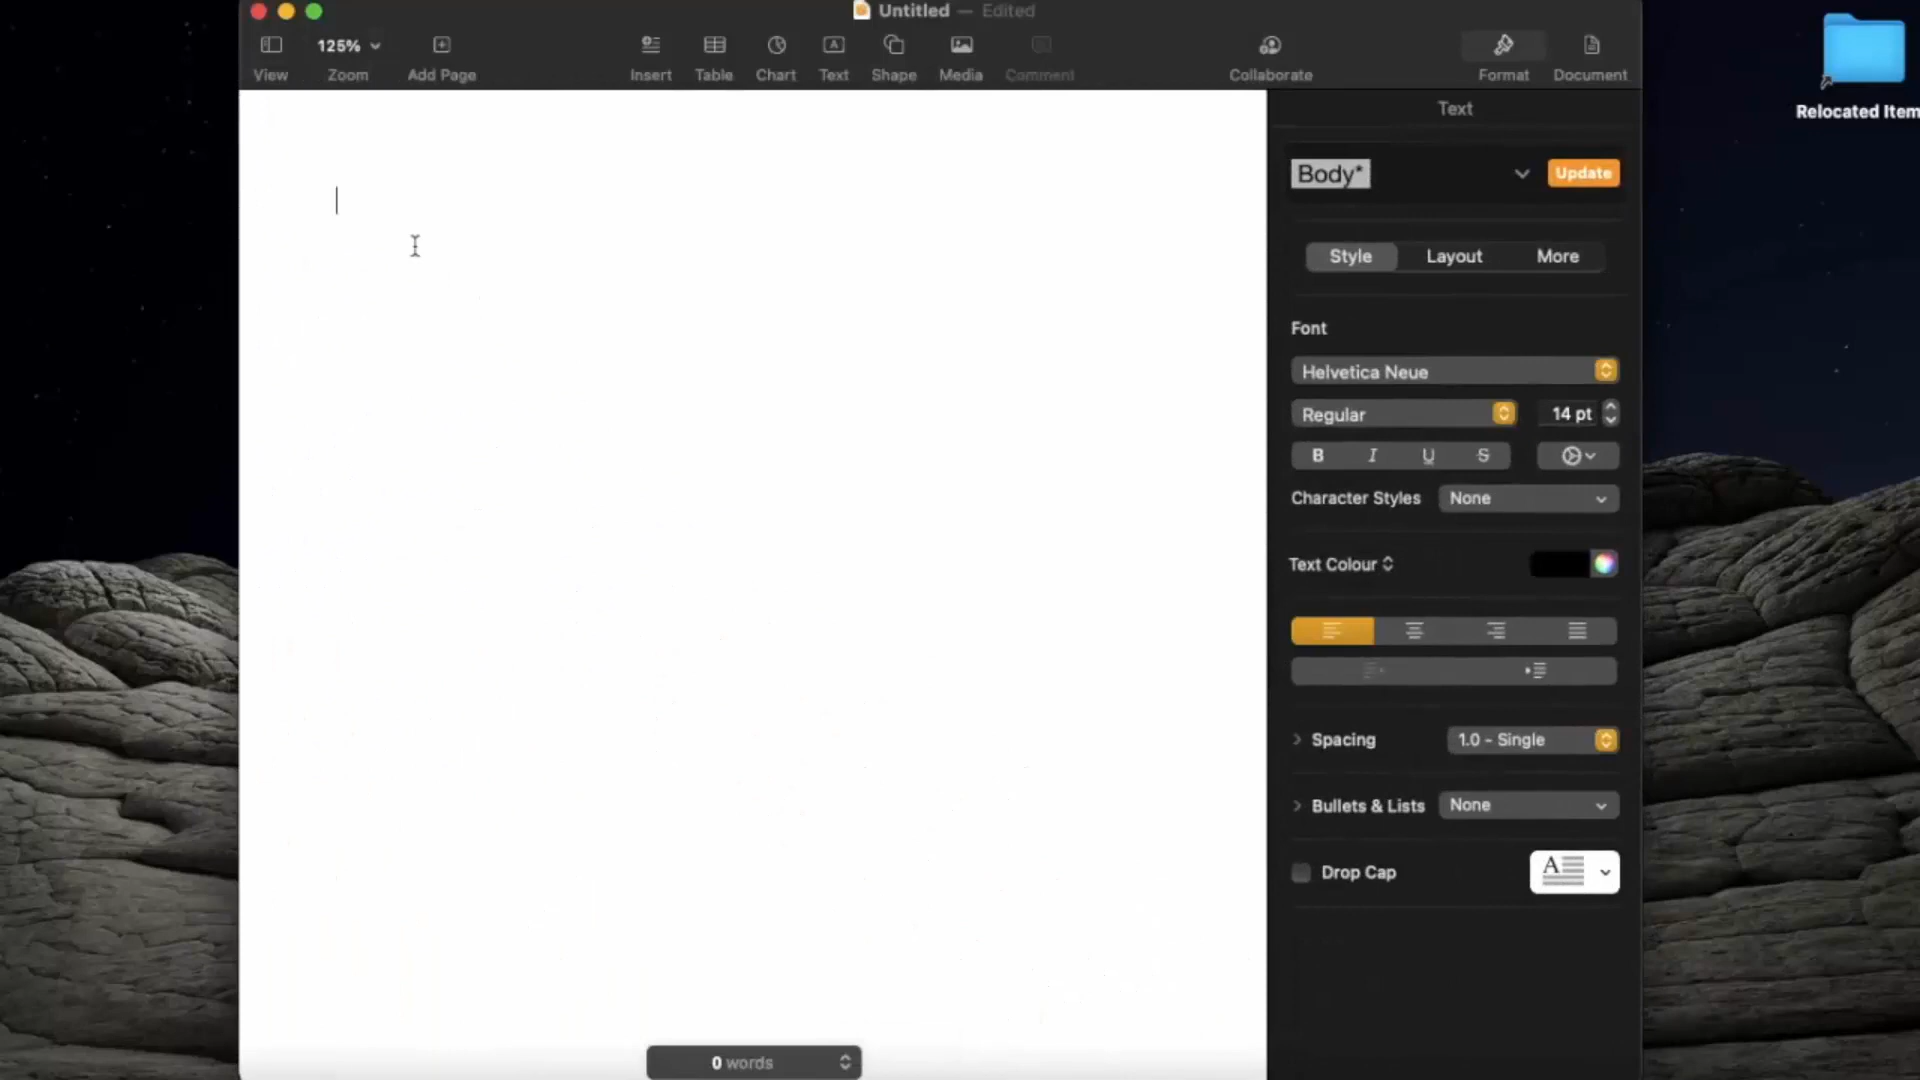 Untitled — Edited
125%
View Zoom Add Page Insert Table Chart Text Shape Media Comment Collaborate Format Document
Relocated Item
Text
Body* Update
Style Layout More
Font
Helvetica Neue
Regular 14 pt
B I U S
Character Styles None
Text Colour
Spacing 1.0 - Single
Bullets & Lists None
Drop Cap A
0 words